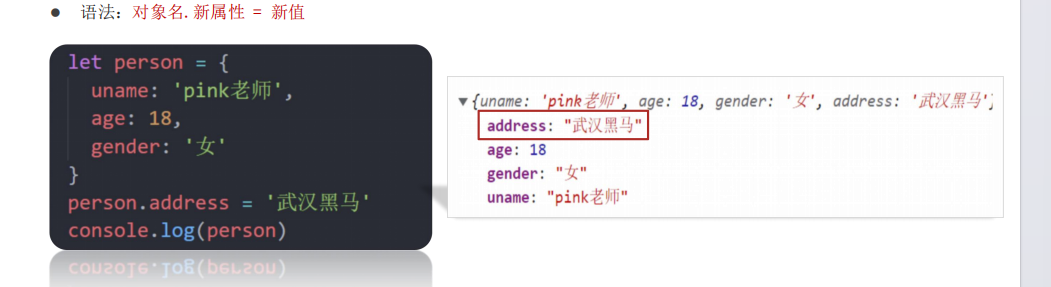 ● 语法：对象名.新属性 = 新值
let person = {
uname: 'pink老师',
age: 18,
gender: '女'
}
person.address = '武汉黑马'
console.log(person)
▼{uname: 'pink老师', age: 18, gender: '女', address: '武汉黑马'}
address: "武汉黑马"
age: 18
gender: "女"
uname: "pink老师"